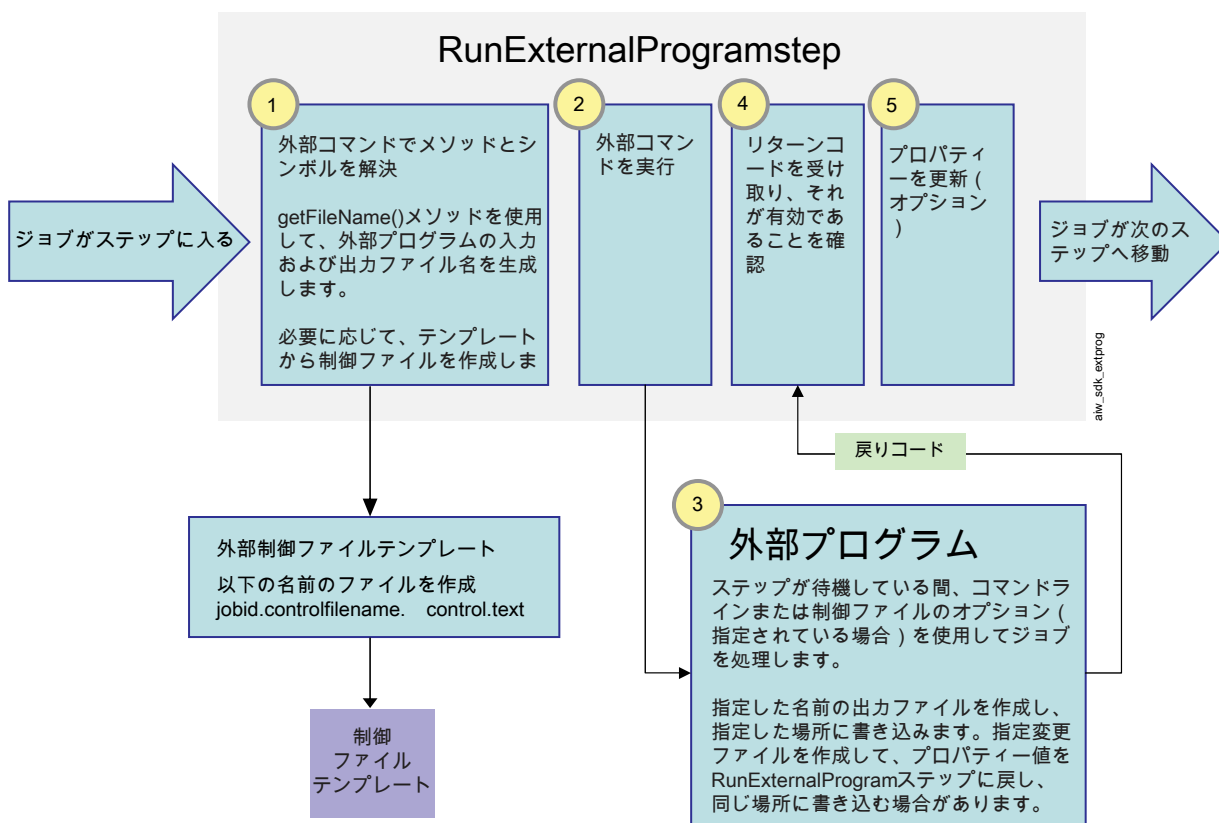 RunExternalProgramstep
ジョブがステップに入る
1
外部コマンドでメソッドとシ
ンボルを解決
getFileName()メソッドを使用
して、外部プログラムの入力
および出力ファイル名を生成
します。
必要に応じて、テンプレート
から制御ファイルを作成しま
2
外部コマン
ドを実行
4
リターンコ
ードを受け
取り、それ
が有効であ
ることを確
認
5
プロパティ
ーを更新 (
オプション
)
ジョブが次のス
テップへ移動
aiw_sdk_extprog
戻りコード
外部制御ファイルテンプレート
以下の名前のファイルを作成
jobid.controlfilename. control.text
制御
ファイル
テンプレート
3
外部プログラム
ステップが待機している間、コマンドラ
インまたは制御ファイルのオプション (
指定されている場合 ) を使用してジョブ
を処理します。
指定した名前の出力ファイルを作成し、
指定した場所に書き込みます。指定変更
ファイルを作成して、プロパティー値を
RunExternalProgramステップに戻し、
同じ場所に書き込む場合があります。